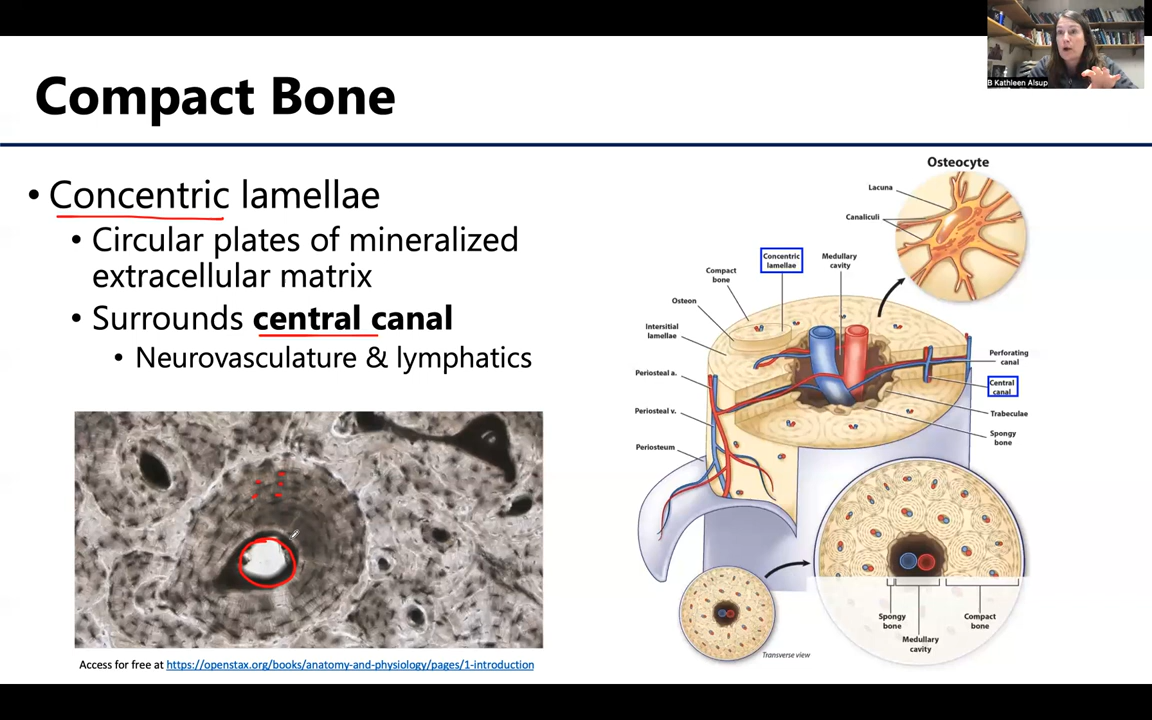 B Kathleen Alsup
Compact Bone
• Concentric lamellae
• Circular plates of mineralized
extracellular matrix
• Surrounds central canal
• Neurovasculature & lymphatics
Access for free at https://openstax.org/books/anatomy-and-physiology/pages/1-introduction
Osteocyte
Lacuna
Canaliculi
Concentric
lamellae
Medullary
cavity
Compact
bone
Osteon
Intersitial
lamellae
Periosteal a.
Periosteal v.
Periosteum
Perforating
canal
Central
canal
Trabeculae
Spongy
bone
Spongy
bone
Medullary
cavity
Compact
bone
Transverse view